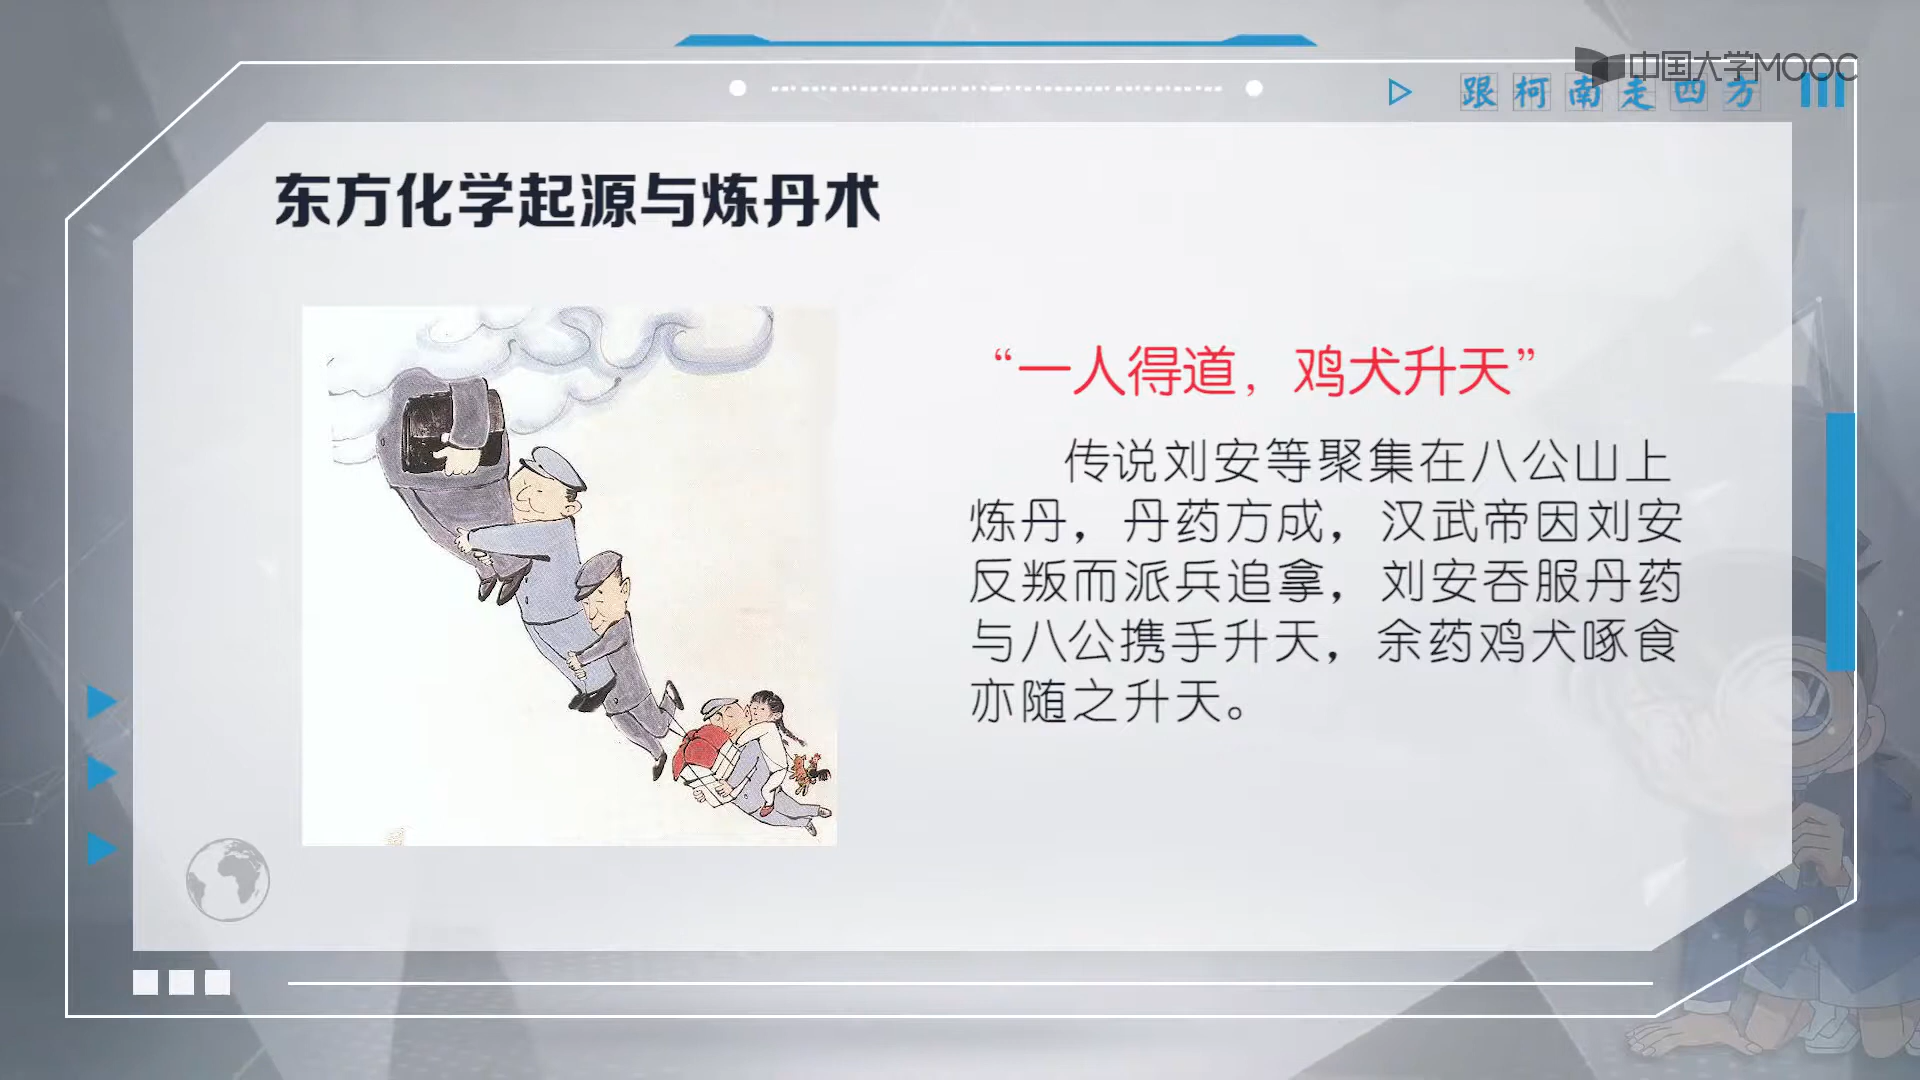 中国大学MOOC
跟柯南走四方
东方化学起源与炼丹术
“一人得道，鸡犬升天”
传说刘安等聚集在八公山上
炼丹，丹药方成，汉武帝因刘安
反叛而派兵追拿，刘安吞服丹药
与八公携手升天，余药鸡犬啄食
亦随之升天。